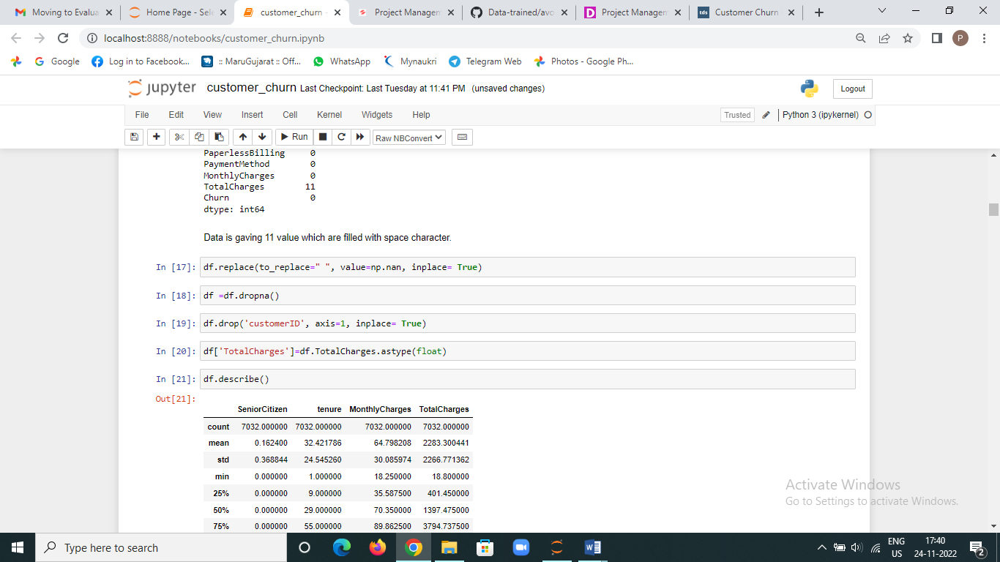 Moving to Evalua
Home Page - Sele
customer_churn -
Project Managem
Data-trained/avo
Project Managem
tds Customer Churn
localhost:8888/notebooks/customer_churn.ipynb
P
Google
Log in to Facebook...
:: MaruGujarat :: Off...
WhatsApp
Mynaukri
Telegram Web
Photos - Google Ph...
jupyter customer_churn Last Checkpoint: Last Tuesday at 11:41 PM (unsaved changes)
Logout
File Edit View Insert Cell Kernel Widgets Help
Trusted Python 3 (ipykernel)
Run Raw NBConvert
PaperlessBilling 0
PaymentMethod 0
MonthlyCharges 0
TotalCharges 11
Churn 0
dtype: int64
Data is gaving 11 value which are filled with space character.
In [17]: df.replace(to_replace=" ", value=np.nan, inplace= True)
In [18]: df =df.dropna()
In [19]: df.drop('customerID', axis=1, inplace= True)
In [20]: df['TotalCharges']=df.TotalCharges.astype(float)
In [21]: df.describe()
Out[21]:
SeniorCitizen tenure MonthlyCharges TotalCharges
count 7032.000000 7032.000000 7032.000000 7032.000000
mean 0.162400 32.421786 64.798208 2283.300441
std 0.368844 24.545260 30.085974 2266.771362
min 0.000000 1.000000 18.250000 18.800000
25% 0.000000 9.000000 35.587500 401.450000
50% 0.000000 29.000000 70.350000 1397.475000
75% 0.000000 55.000000 89.862500 3794.737500
Activate Windows
Go to Settings to activate Windows.
Type here to search
ENG
US
17:40
24-11-2022
2